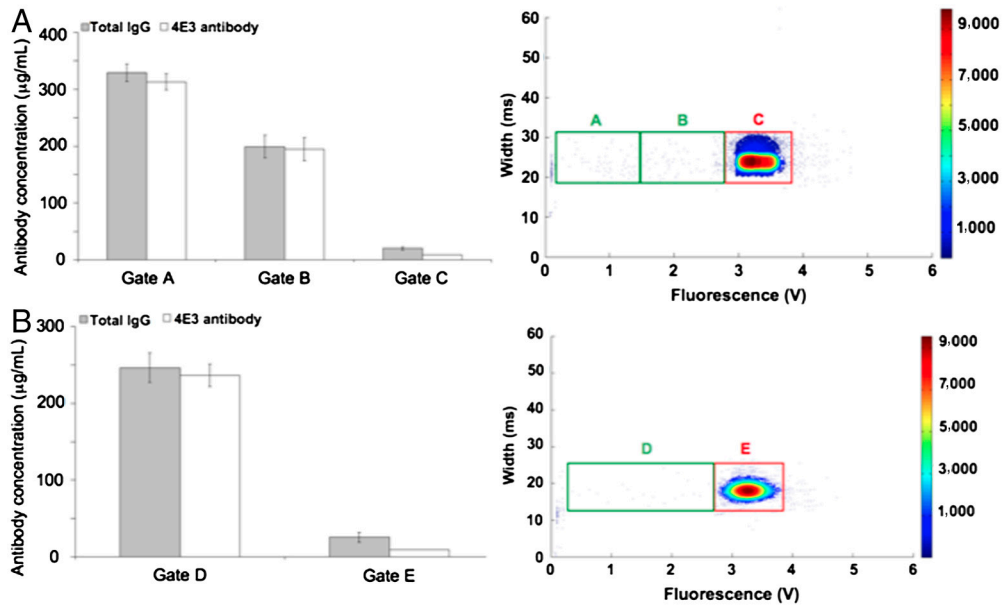 A
Total IgG 4E3 antibody
Antibody concentration (µg/mL)
400
300
200
100
0
Gate A Gate B Gate C
Width (ms)
60
50
40
30
20
10
0
A B C
0 1 2 3 4 5 6
Fluorescence (V)
9,000
7,000
5,000
3,000
1,000
B
Total IgG 4E3 antibody
Antibody concentration (µg/mL)
300
200
100
0
Gate D Gate E
Width (ms)
60
50
40
30
20
10
0
D E
0 1 2 3 4 5 6
Fluorescence (V)
9,000
7,000
5,000
3,000
1,000